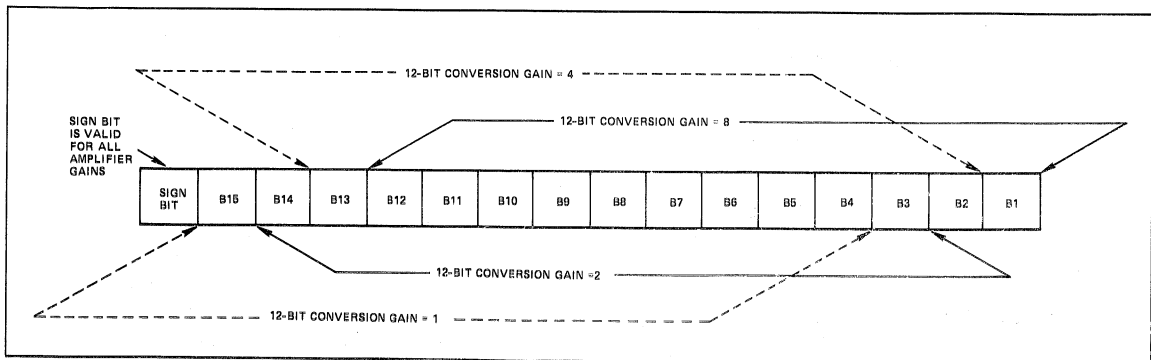 12-BIT CONVERSION GAIN = 4
SIGN BIT
IS VALID
FOR ALL
AMPLIFIER
GAINS
12-BIT CONVERSION GAIN = 8
SIGN
BIT
B15
B14
B13
B12
B11
B10
B9
B8
B7
B6
B5
B4
B3
B2
B1
12-BIT CONVERSION GAIN =2
12-BIT CONVERSION GAIN = 1